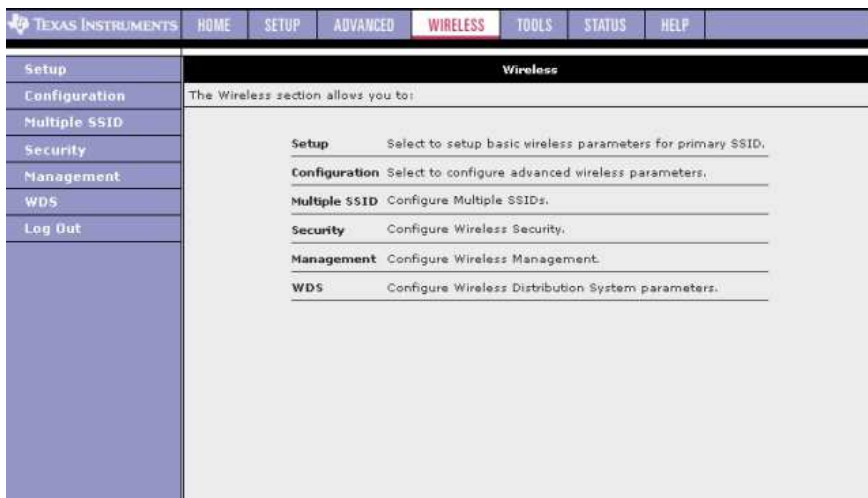 TEXAS INSTRUMENTS
HOME SETUP ADVANCED WIRELESS TOOLS STATUS HELP
Setup
Configuration
Multiple SSID
Security
Management
WDS
Log Out
Wireless
The Wireless section allows you to:
Setup Select to setup basic wireless parameters for primary SSID.
Configuration Select to configure advanced wireless parameters.
Multiple SSID Configure Multiple SSIDs.
Security Configure Wireless Security.
Management Configure Wireless Management.
WDS Configure Wireless Distribution System parameters.